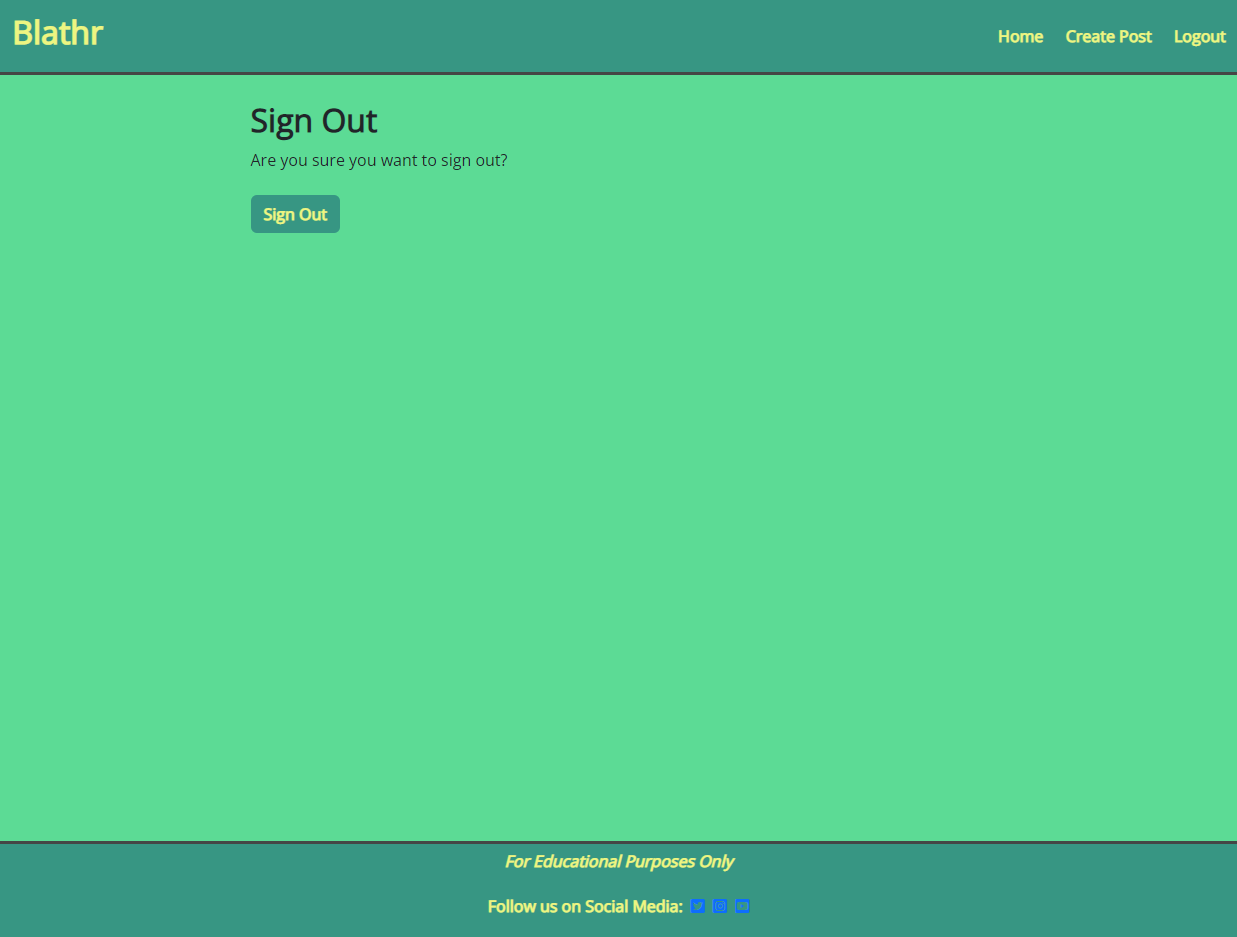 Blathr
Home Create Post Logout
Sign Out
Are you sure you want to sign out?
Sign Out
For Educational Purposes Only
Follow us on Social Media: